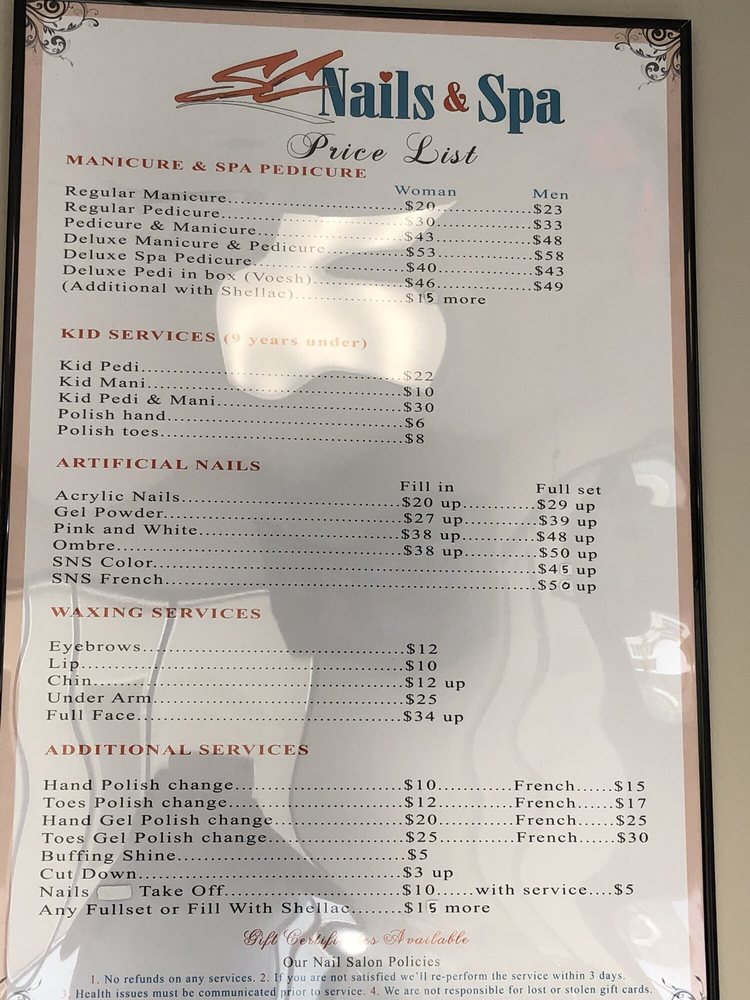 SC Nails & Spa
Price List
MANICURE & SPA PEDICURE
Woman Men
Regular Manicure....................$20....................$23
Regular Pedicure....................$30....................$33
Pedicure & Manicure....................$43....................$48
Deluxe Manicure & Pedicure....................$53....................$58
Deluxe Spa Pedicure....................$40....................$43
Deluxe Pedi in box (Voesh)....................$46....................$49
(Additional with Shellac)....................$15 more
KID SERVICES (9 years under)
Kid Pedi....................$22
Kid Mani....................$10
Kid Pedi & Mani....................$30
Polish hand....................$6
Polish toes....................$8
ARTIFICIAL NAILS
Fill in Full set
Acrylic Nails....................$20 up....................$29 up
Gel Powder....................$27 up....................$39 up
Pink and White....................$38 up....................$48 up
Ombre....................$38 up....................$50 up
SNS Color....................$45 up
SNS French....................$50 up
WAXING SERVICES
Eyebrows....................$12
Lip....................$10
Chin....................$12 up
Under Arm....................$25
Full Face....................$34 up
ADDITIONAL SERVICES
Hand Polish change....................$10..........French......$15
Toes Polish change....................$12..........French......$17
Hand Gel Polish change....................$20..........French......$25
Toes Gel Polish change....................$25..........French......$30
Buffing Shine....................$5
Cut Down....................$3 up
Nails Take Off....................$10......with service....$5
Any Fullset or Fill With Shellac........$15 more
Gift Certificates Available
Our Nail Salon Policies
1. No refunds on any services. 2. If you are not satisfied we'll re-perform the service within 3 days.
3. Health issues must be communicated prior to service. 4. We are not responsible for lost or stolen gift cards.